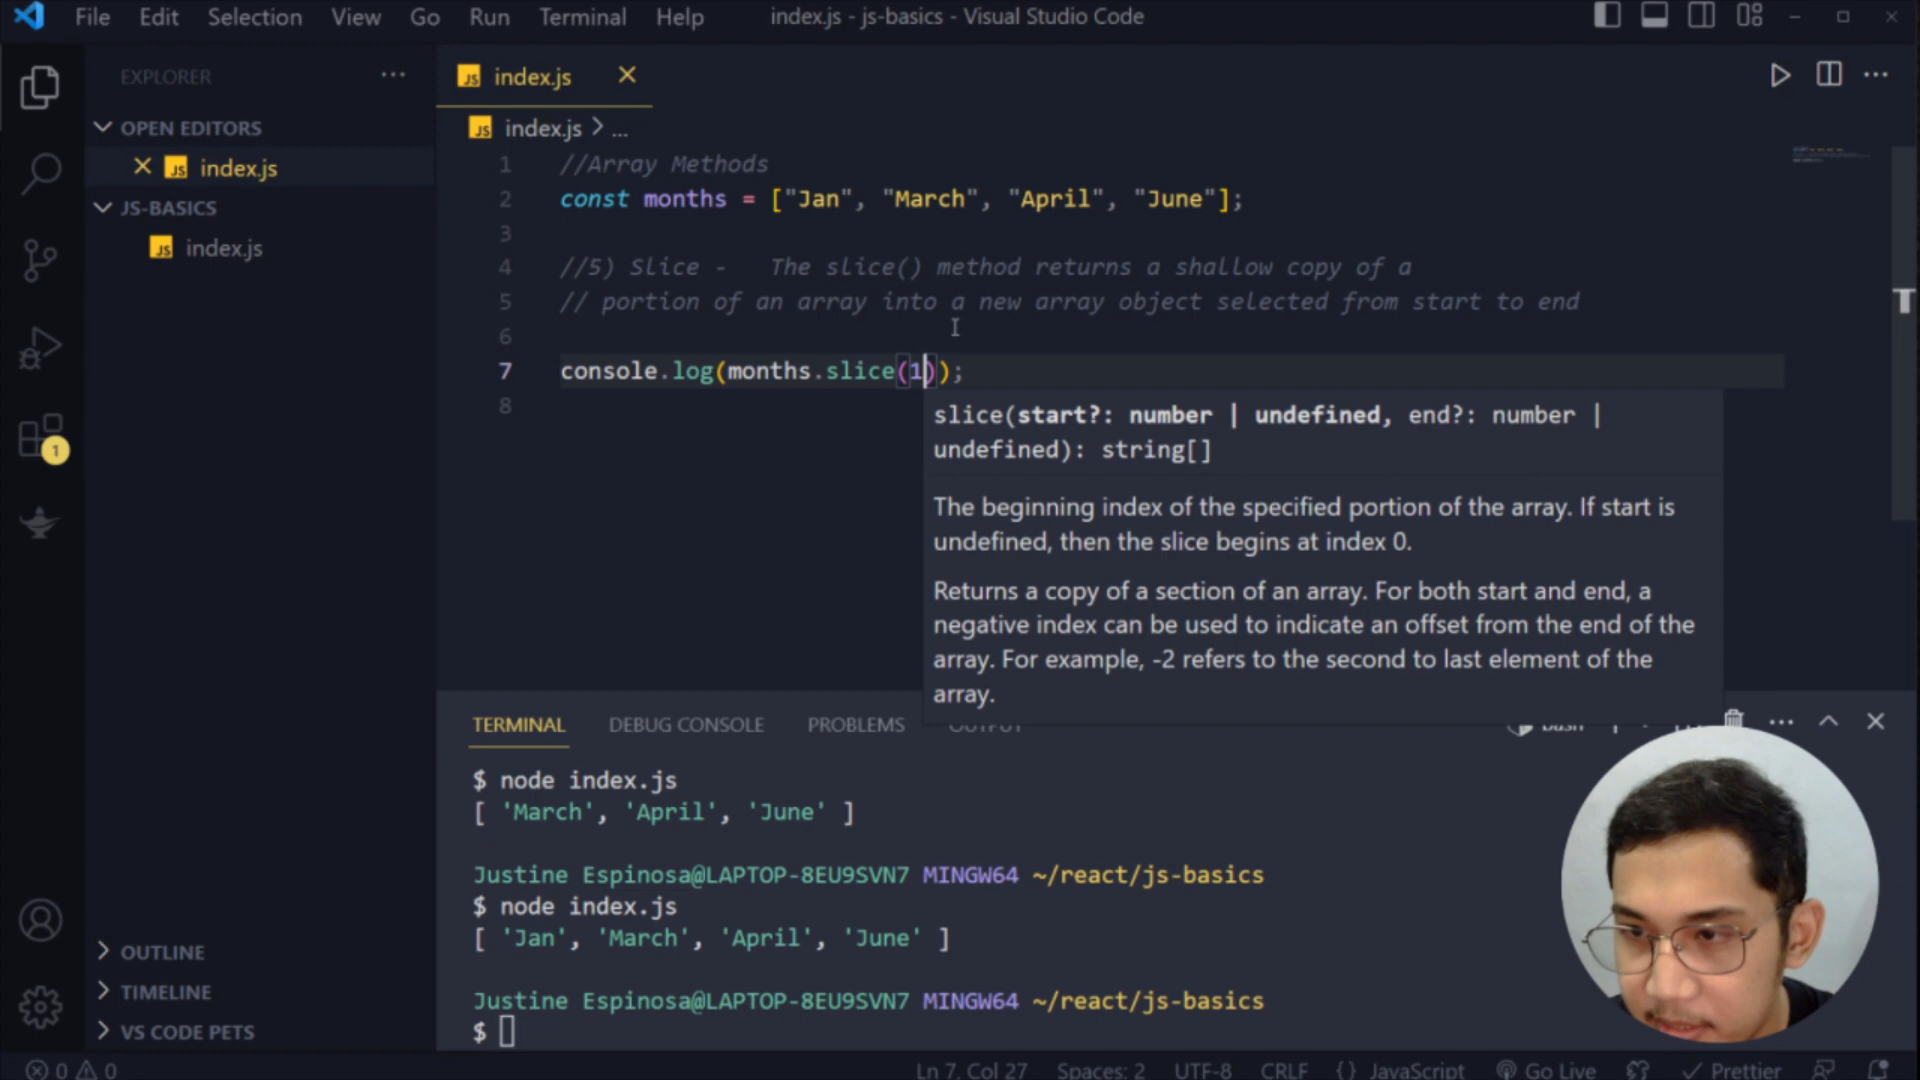 File Edit Selection View Go Run Terminal Help index.js - js-basics - Visual Studio Code
EXPLORER
OPEN EDITORS
index.js
JS-BASICS
index.js
1
index.js
index.js > ...
1 //Array Methods
2 const months = ["Jan", "March", "April", "June"];
3
4 //5) Slice - The slice() method returns a shallow copy of a
5 // portion of an array into a new array object selected from start to end
6
7 console.log(months.slice(1));
8
slice(start?: number | undefined, end?: number |
undefined): string[]
The beginning index of the specified portion of the array. If start is
undefined, then the slice begins at index 0.
Returns a copy of a section of an array. For both start and end, a
negative index can be used to indicate an offset from the end of the
array. For example, -2 refers to the second to last element of the
array.
TERMINAL DEBUG CONSOLE PROBLEMS OUTPUT bash
$ node index.js
[ 'March', 'April', 'June' ]
Justine Espinosa@LAPTOP-8EU9SVN7 MINGW64 ~/react/js-basics
$ node index.js
[ 'Jan', 'March', 'April', 'June' ]
Justine Espinosa@LAPTOP-8EU9SVN7 MINGW64 ~/react/js-basics
$
OUTLINE
TIMELINE
VS CODE PETS
0 0 Ln 7, Col 27 Spaces: 2 UTF-8 CRLF {} JavaScript Go Live Prettier